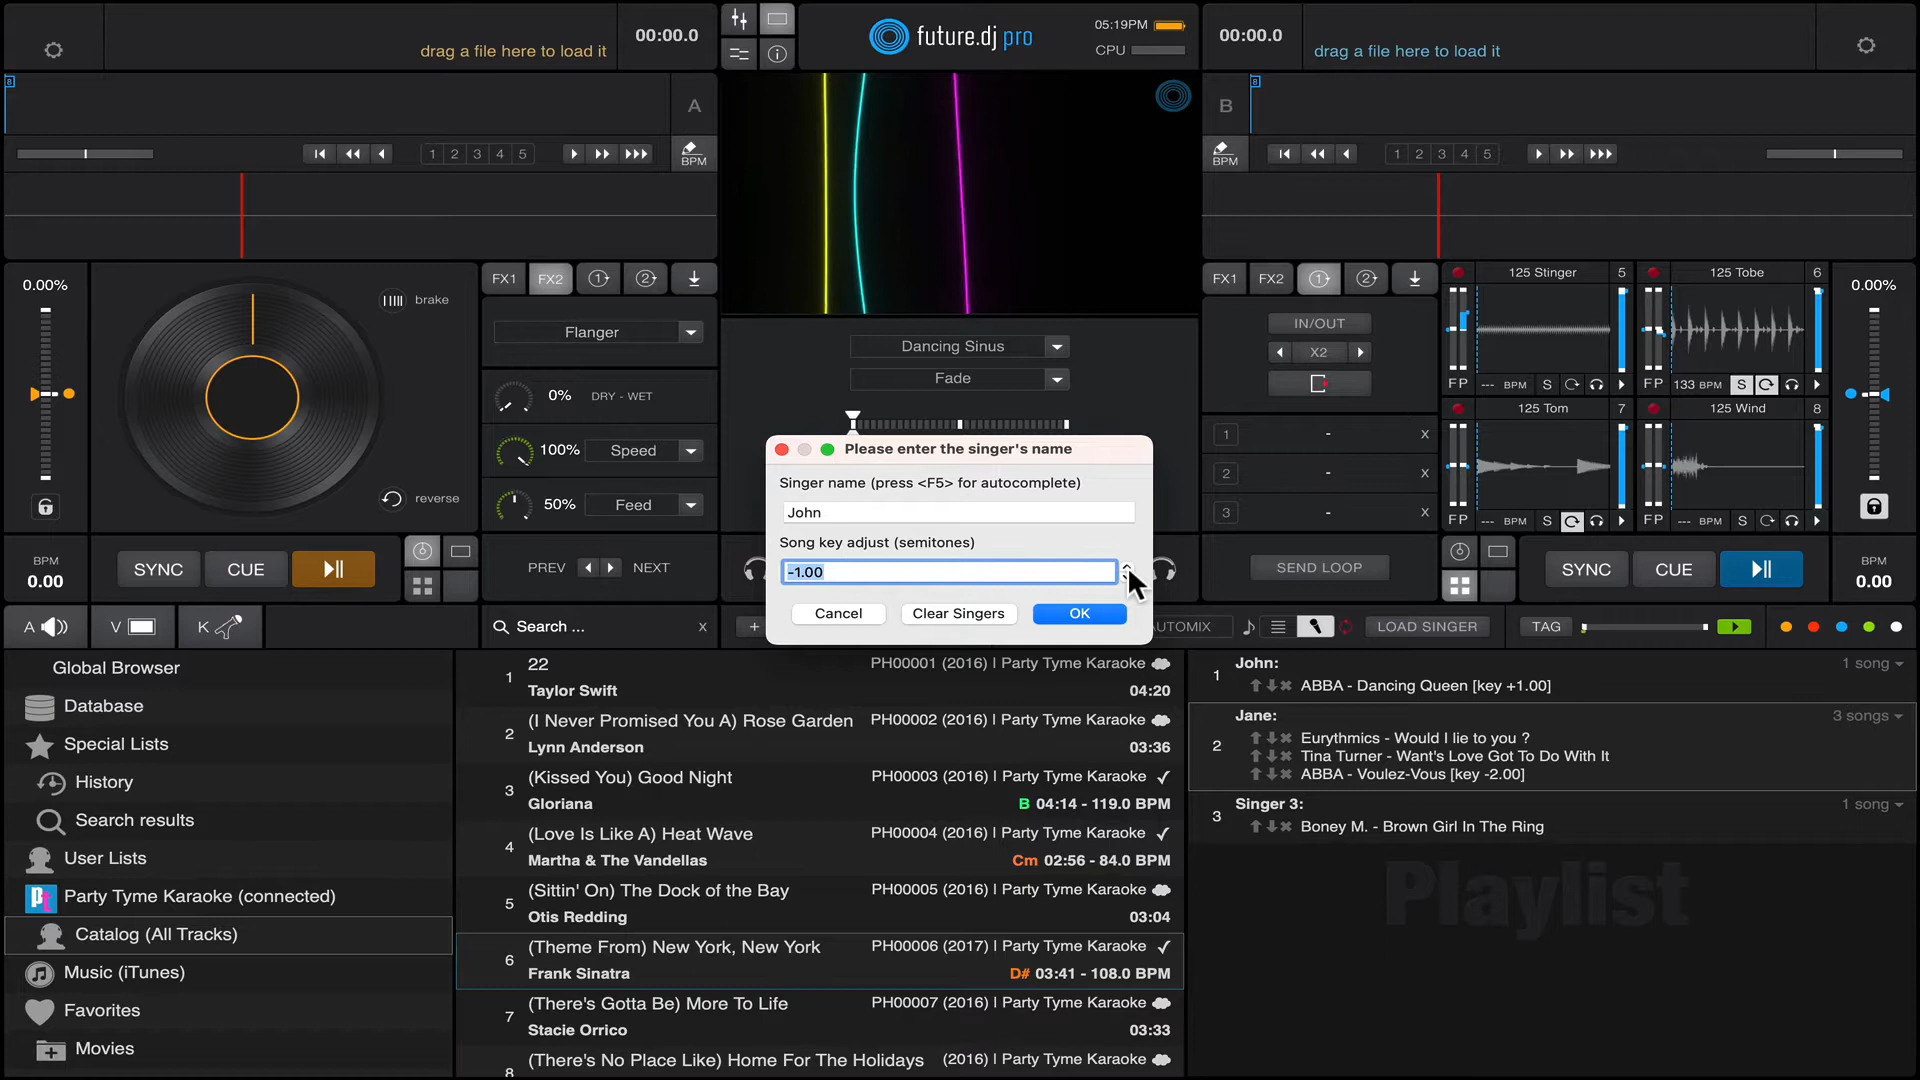 drag a file here to load it
00:00.0
future.dj pro
05:19PM
CPU
00:00.0
drag a file here to load it
8
A
B
8
1 2 3 4 5
BPM
BPM
1 2 3 4 5
0.00%
brake
reverse
FX1 FX2 1 2
Flanger
0% DRY - WET
100% Speed
50% Feed
Dancing Sinus
Fade
FX1 FX2 1 2
IN/OUT
X2
1 - X
2 - X
3 - X
125 Stinger 5
125 Tobe 6
F P --- BPM S
F P 133 BPM S
125 Tom 7
125 Wind 8
F P --- BPM S
F P --- BPM S
0.00%
Please enter the singer's name
Singer name (press <F5> for autocomplete)
John
Song key adjust (semitones)
-1.00
Cancel
Clear Singers
OK
BPM
0.00
SYNC
CUE
PREV
NEXT
SEND LOOP
SYNC
CUE
BPM
0.00
A
V
K
Search ...
X
+
UTOMIX
LOAD SINGER
TAG
Global Browser
Database
Special Lists
History
Search results
User Lists
Party Tyme Karaoke (connected)
Catalog (All Tracks)
Music (iTunes)
Favorites
Movies
1 22 PH00001 (2016) | Party Tyme Karaoke
Taylor Swift 04:20
2 (I Never Promised You A) Rose Garden PH00002 (2016) | Party Tyme Karaoke
Lynn Anderson 03:36
3 (Kissed You) Good Night PH00003 (2016) | Party Tyme Karaoke
Gloriana B 04:14 - 119.0 BPM
4 (Love Is Like A) Heat Wave PH00004 (2016) | Party Tyme Karaoke
Martha & The Vandellas Cm 02:56 - 84.0 BPM
5 (Sittin' On) The Dock of the Bay PH00005 (2016) | Party Tyme Karaoke
Otis Redding 03:04
6 (Theme From) New York, New York PH00006 (2017) | Party Tyme Karaoke
Frank Sinatra D# 03:41 - 108.0 BPM
7 (There's Gotta Be) More To Life PH00007 (2016) | Party Tyme Karaoke
Stacie Orrico 03:33
8 (There's No Place Like) Home For The Holidays (2016) | Party Tyme Karaoke
1 John: 1 song
ABBA - Dancing Queen [key +1.00]
Jane: 3 songs
2 Eurythmics - Would I lie to you ?
Tina Turner - Want's Love Got To Do With It
ABBA - Voulez-Vous [key -2.00]
3 Singer 3: 1 song
Boney M. - Brown Girl In The Ring
Playlist